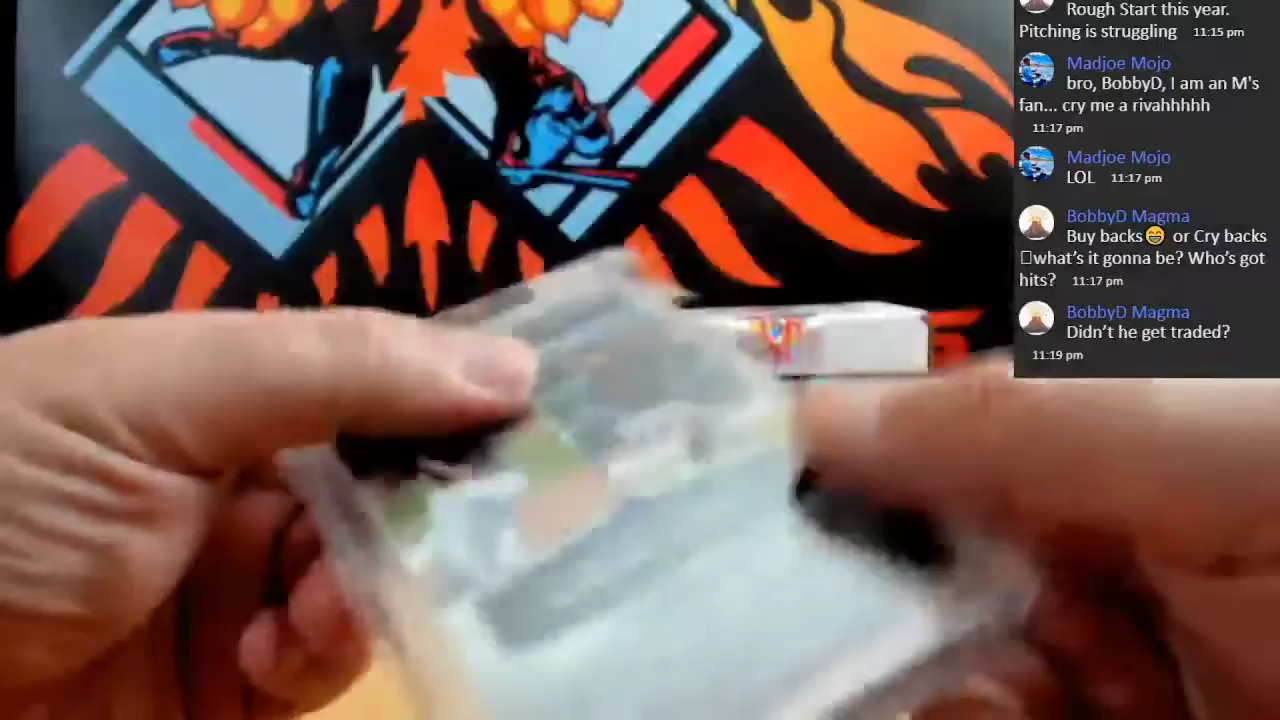 Rough Start this year.
Pitching is struggling 11:15 pm
Madjoe Mojo
bro, BobbyD, I am an M's
fan... cry me a rivahhhhh
11:17 pm
Madjoe Mojo
LOL 11:17 pm
BobbyD Magma
Buy backs😁 or Cry backs
what's it gonna be? Who's got
hits? 11:17 pm
BobbyD Magma
Didn't he get traded?
11:19 pm